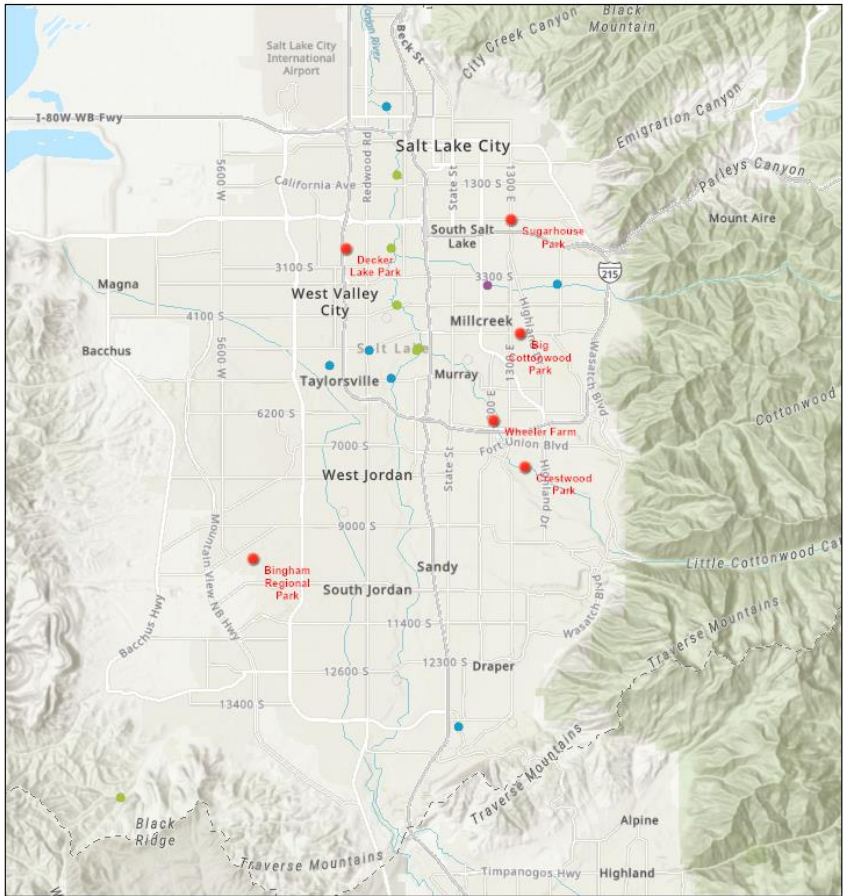 Black
Mountain
City Creek Canyon
Jordan River
Beck St
Salt Lake City
International
Airport
I-80W WB Fwy
Emigration Canyon
Salt Lake City
Redwood Rd
5600 W
State St
1300 E
1300 S
California Ave
Parleys Canyon
Mount Aire
South Salt
Lake
Sugarhouse
Park
Decker
Lake Park
3100 S
3300 S
215
Magna
West Valley
City
4100 S
Highland Dr
Millcreek
Bacchus
5600 W
Salt Lake
1300 E
Big
Cottonwood
Park
Wasatch Blvd
Taylorsville
Murray
Cottonwood
6200 S
Wheeler Farm
Fort Union Blvd
7000 S
West Jordan
State St
Crestwood
Park
Highland Dr
9000 S
Mountain View NB Hwy
Bingham
Regional
Park
Sandy
Little Cottonwood
South Jordan
Bacchus Hwy
11400 S
Wasatch Blvd
Traverse Mountains
12600 S
12300 S
Draper
13400 S
Traverse Mountains
Black
Ridge
Traverse Mountains
Alpine
Timpanogos Hwy
Highland